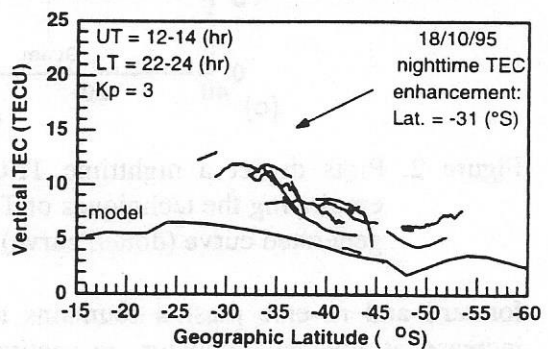 25
20
15
10
5
0
Vertical TEC (TECU)
UT = 12-14 (hr)
LT = 22-24 (hr)
Kp = 3
18/10/95
nighttime TEC
enhancement:
Lat. = -31 (°S)
model
-15 -20 -25 -30 -35 -40 -45 -50 -55 -60
Geographic Latitude ( °S)